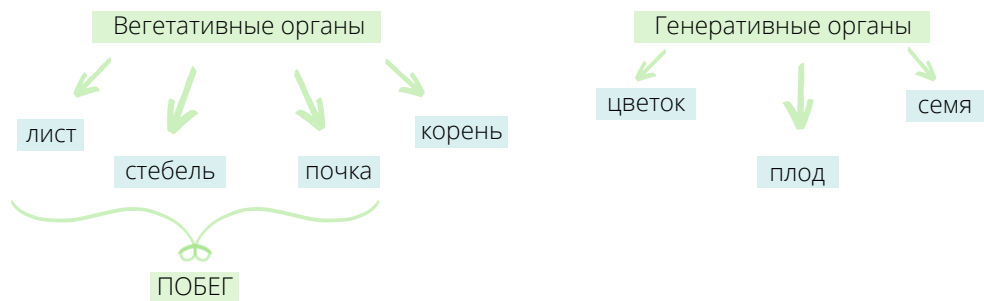 Вегетативные органы
лист
стебель
почка
корень
ПОБЕГ
Генеративные органы
цветок
плод
семя